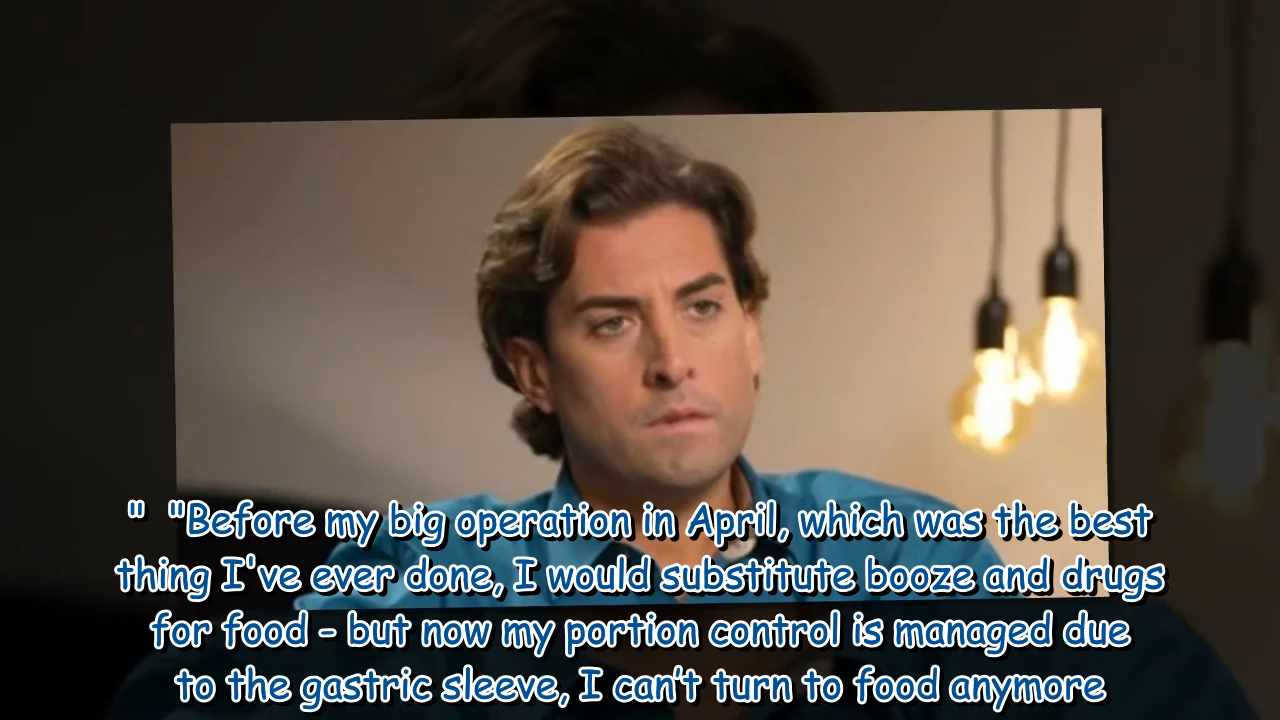 " "Before my big operation in April, which was the best
thing I've ever done, I would substitute booze and drugs
for food - but now my portion control is managed due
to the gastric sleeve, I can't turn to food anymore